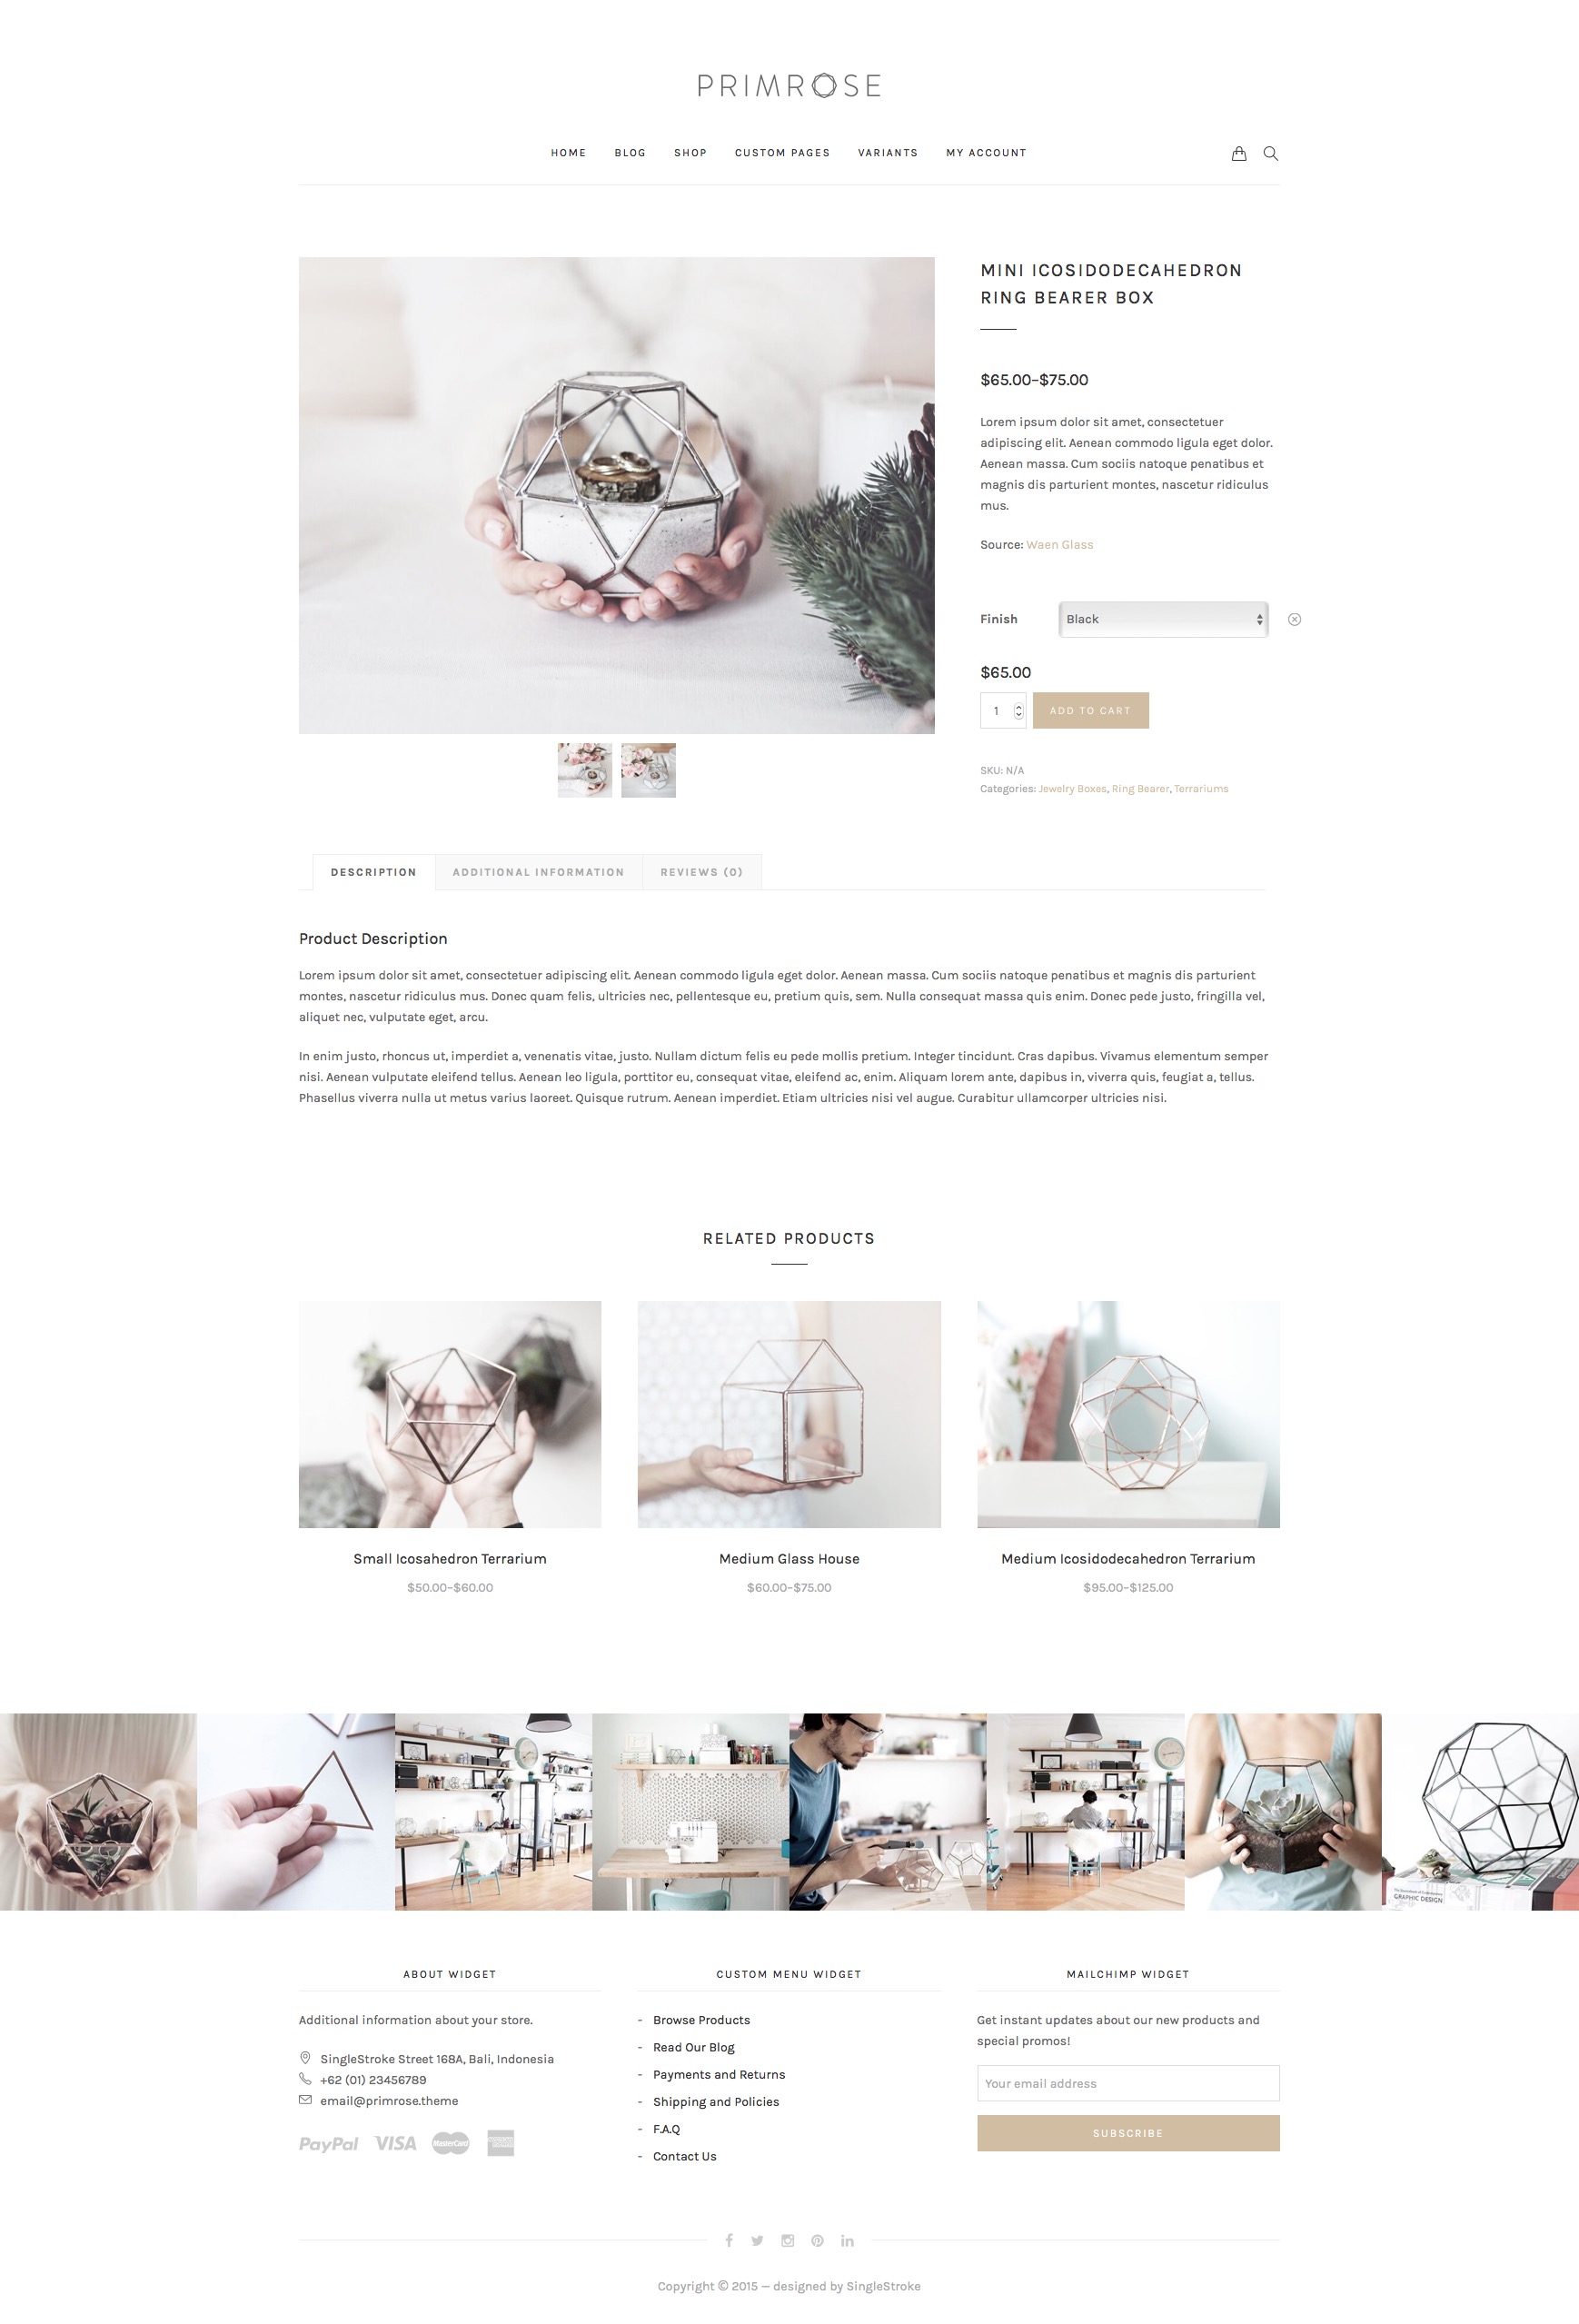 PRIMROSE
HOME BLOG SHOP CUSTOM PAGES VARIANTS MY ACCOUNT
MINI ICOSIDODECAHEDRON
RING BEARER BOX
$65.00–$75.00
Lorem ipsum dolor sit amet, consectetuer
adipiscing elit. Aenean commodo ligula eget dolor.
Aenean massa. Cum sociis natoque penatibus et
magnis dis parturient montes, nascetur ridiculus
mus.
Source: Waen Glass
Finish Black
$65.00
1 ADD TO CART
SKU: N/A
Categories: Jewelry Boxes, Ring Bearer, Terrariums
DESCRIPTION ADDITIONAL INFORMATION REVIEWS (0)
Product Description
Lorem ipsum dolor sit amet, consectetuer adipiscing elit. Aenean commodo ligula eget dolor. Aenean massa. Cum sociis natoque penatibus et magnis dis parturient
montes, nascetur ridiculus mus. Donec quam felis, ultricies nec, pellentesque eu, pretium quis, sem. Nulla consequat massa quis enim. Donec pede justo, fringilla vel,
aliquet nec, vulputate eget, arcu.
In enim justo, rhoncus ut, imperdiet a, venenatis vitae, justo. Nullam dictum felis eu pede mollis pretium. Integer tincidunt. Cras dapibus. Vivamus elementum semper
nisi. Aenean vulputate eleifend tellus. Aenean leo ligula, porttitor eu, consequat vitae, eleifend ac, enim. Aliquam lorem ante, dapibus in, viverra quis, feugiat a, tellus.
Phasellus viverra nulla ut metus varius laoreet. Quisque rutrum. Aenean imperdiet. Etiam ultricies nisi vel augue. Curabitur ullamcorper ultricies nisi.
RELATED PRODUCTS
Small Icosahedron Terrarium
$50.00–$60.00
Medium Glass House
$60.00–$75.00
Medium Icosidodecahedron Terrarium
$95.00–$125.00
GRAPHIC DESIGN
ABOUT WIDGET
Additional information about your store.
SingleStroke Street 168A, Bali, Indonesia
+62 (01) 23456789
email@primrose.theme
PayPal VISA MasterCard
CUSTOM MENU WIDGET
- Browse Products
- Read Our Blog
- Payments and Returns
- Shipping and Policies
- F.A.Q
- Contact Us
MAILCHIMP WIDGET
Get instant updates about our new products and
special promos!
Your email address
SUBSCRIBE
Copyright © 2015 — designed by SingleStroke